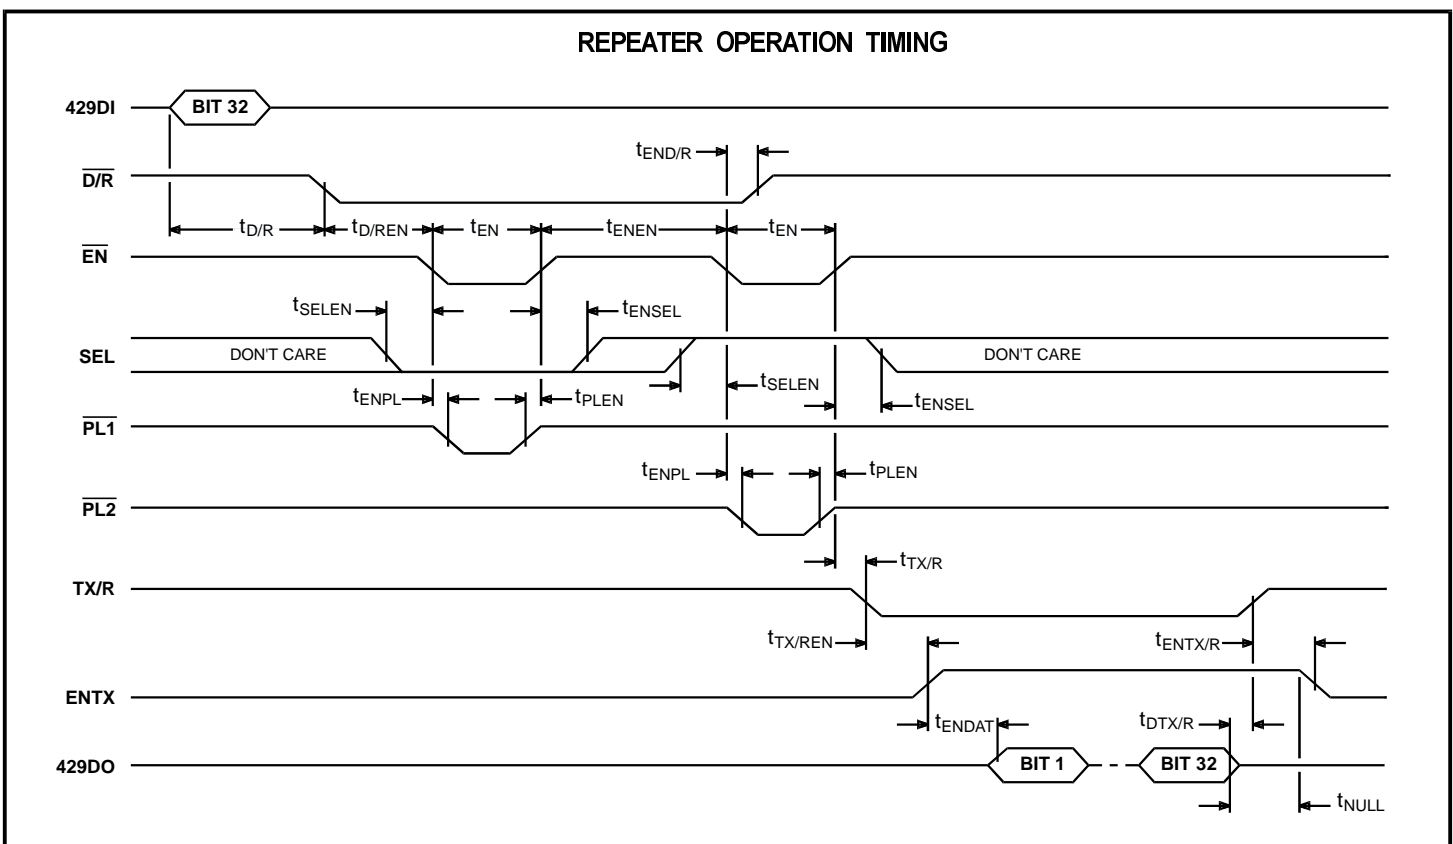 REPEATER OPERATION TIMING
429DI
BIT 32
tEND/R
D/R
tD/R
tD/REN
tEN
tENEN
tEN
EN
tSELEN
tENSEL
SEL
DON'T CARE
DON'T CARE
tSELEN
tENPL
tPLEN
tENSEL
PL1
tENPL
tPLEN
PL2
tTX/R
TX/R
tTX/REN
tENTX/R
ENTX
tENDAT
tDTX/R
429DO
BIT 1
BIT 32
tNULL